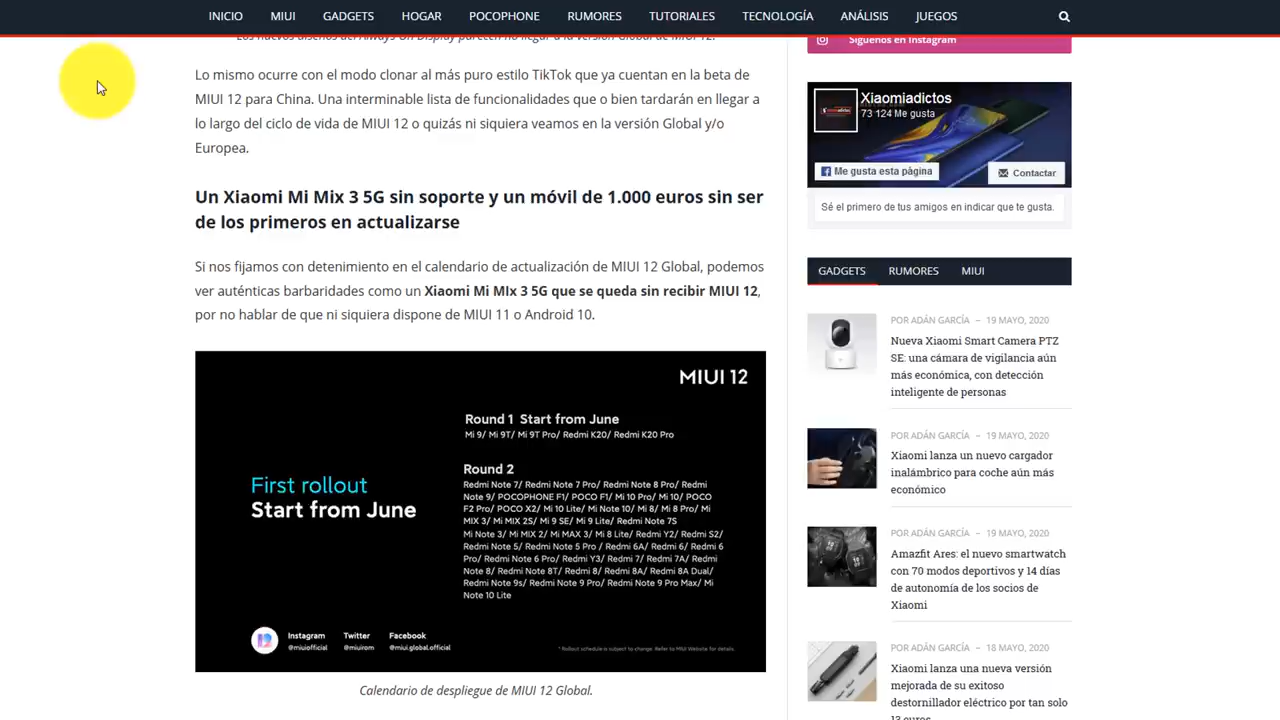 INICIO MIUI GADGETS HOGAR POCOPHONE RUMORES TUTORIALES TECNOLOGÍA ANÁLISIS JUEGOS
Los nuevos diseños del Always On Display parecen no llegar a la versión Global de MIUI 12.
Lo mismo ocurre con el modo clonar al más puro estilo TikTok que ya cuentan en la beta de
MIUI 12 para China. Una interminable lista de funcionalidades que o bien tardarán en llegar a
lo largo del ciclo de vida de MIUI 12 o quizás ni siquiera veamos en la versión Global y/o
Europea.
Un Xiaomi Mi Mix 3 5G sin soporte y un móvil de 1.000 euros sin ser
de los primeros en actualizarse
Si nos fijamos con detenimiento en el calendario de actualización de MIUI 12 Global, podemos
ver auténticas barbaridades como un Xiaomi Mi MIx 3 5G que se queda sin recibir MIUI 12,
por no hablar de que ni siquiera dispone de MIUI 11 o Android 10.
MIUI 12
First rollout
Start from June
Round 1 Start from June
Mi 9/ Mi 9T/ Mi 9T Pro/ Redmi K20/ Redmi K20 Pro
Round 2
Redmi Note 7/ Redmi Note 7 Pro/ Redmi Note 8 Pro/ Redmi
Note 9/ POCOPHONE F1/ POCO F1/ Mi 10 Pro/ Mi 10/ POCO
F2 Pro/ POCO X2/ Mi 10 Lite/ Mi Note 10/ Mi 8/ Mi 8 Pro/ Mi
MIX 3/ Mi MIX 2S/ Mi 9 SE/ Mi 9 Lite/ Redmi Note 7S
Mi Note 3/ Mi MIX 2/ Mi MAX 3/ Mi 8 Lite/ Redmi Y2/ Redmi S2/
Redmi Note 5/ Redmi Note 5 Pro / Redmi 6A/ Redmi 6/ Redmi 6
Pro/ Redmi Note 6 Pro/ Redmi Y3/ Redmi 7/ Redmi 7A/ Redmi
Note 8/ Redmi Note 8T/ Redmi 8/ Redmi 8A/ Redmi 8A Dual/
Redmi Note 9s/ Redmi Note 9 Pro/ Redmi Note 9 Pro Max/ Mi
Note 10 Lite
Instagram Twitter Facebook
@miuiofficial @miuirom @miui.global.official
* Rollout schedule is subject to change. Refer to MIUI Website for details.
Calendario de despliegue de MIUI 12 Global.
Síguenos en Instagram
Xiaomiadictos
73 124 Me gusta
Me gusta esta página
Contactar
Sé el primero de tus amigos en indicar que te gusta.
GADGETS RUMORES MIUI
POR ADÁN GARCÍA – 19 MAYO, 2020
Nueva Xiaomi Smart Camera PTZ
SE: una cámara de vigilancia aún
más económica, con detección
inteligente de personas
POR ADÁN GARCÍA – 19 MAYO, 2020
Xiaomi lanza un nuevo cargador
inalámbrico para coche aún más
económico
POR ADÁN GARCÍA – 19 MAYO, 2020
Amazfit Ares: el nuevo smartwatch
con 70 modos deportivos y 14 días
de autonomía de los socios de
Xiaomi
POR ADÁN GARCÍA – 18 MAYO, 2020
Xiaomi lanza una nueva versión
mejorada de su exitoso
destornillador eléctrico por tan solo
13 euros